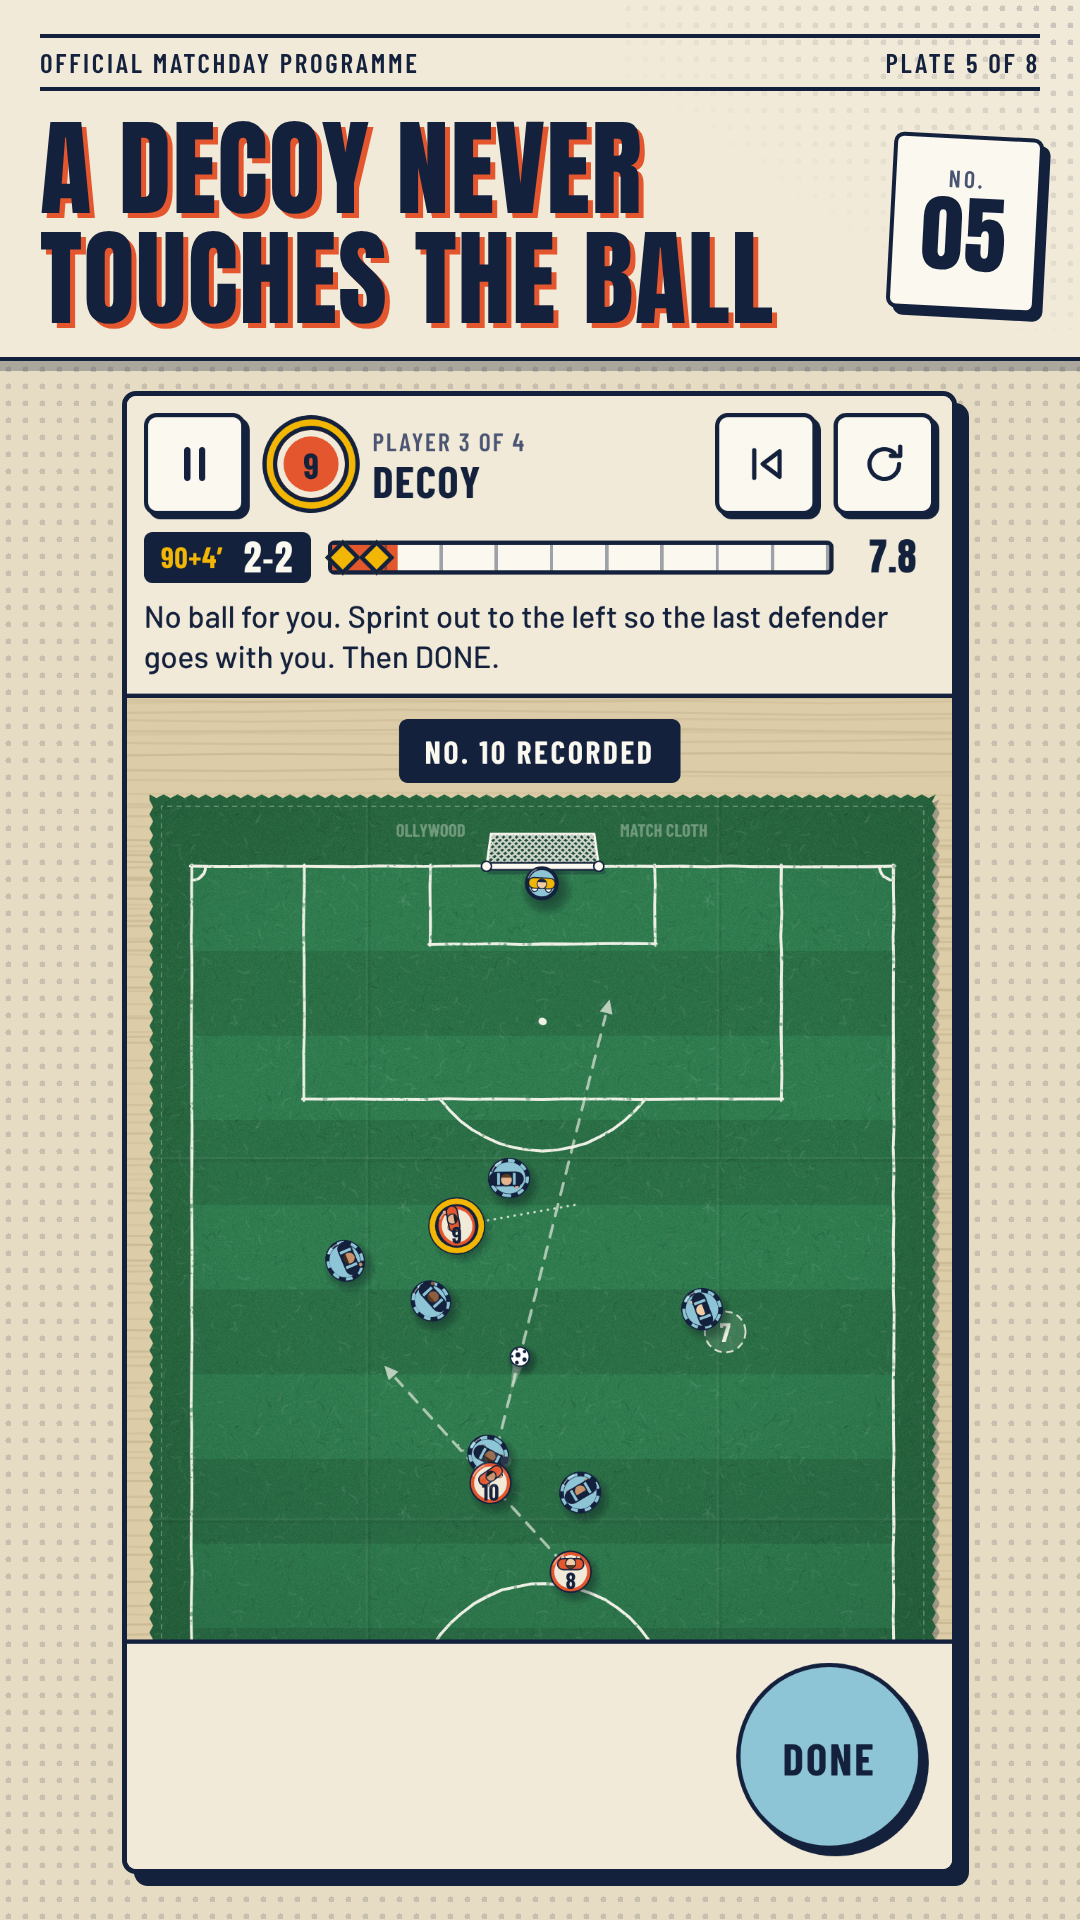 OFFICIAL MATCHDAY PROGRAMME
PLATE 5 OF 8
A DECOY NEVER
TOUCHES THE BALL
NO.
05
9
PLAYER 3 OF 4
DECOY
90+4′ 2-2
7.8
No ball for you. Sprint out to the left so the last defender
goes with you. Then DONE.
NO. 10 RECORDED
OLLYWOOD
MATCH CLOTH
9
7
10
8
DONE